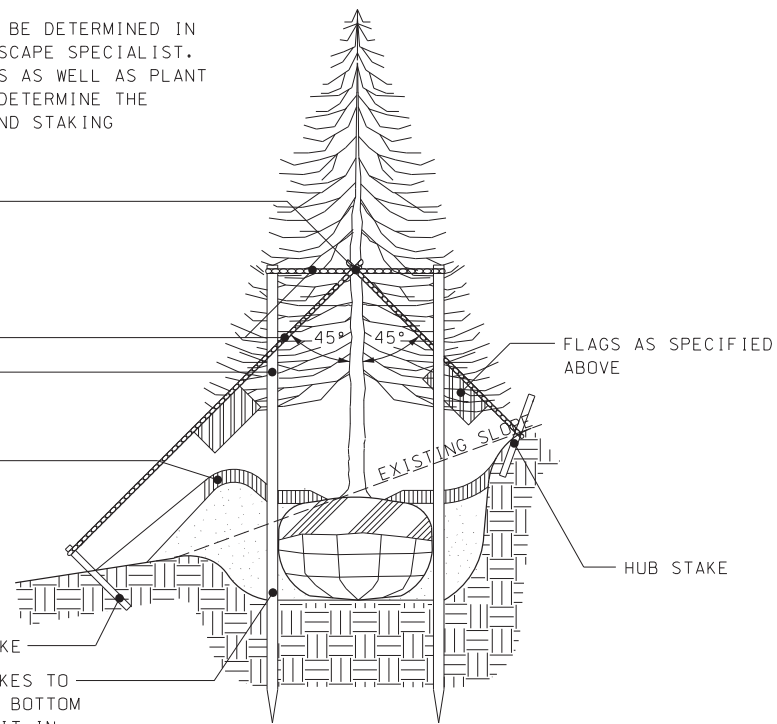 BE DETERMINED IN
SCAPE SPECIALIST.
S AS WELL AS PLANT
DETERMINE THE
ND STAKING
45° 45°
FLAGS AS SPECIFIED
ABOVE
EXISTING SLOPE
HUB STAKE
KE
KES TO
BOTTOM
IT IN